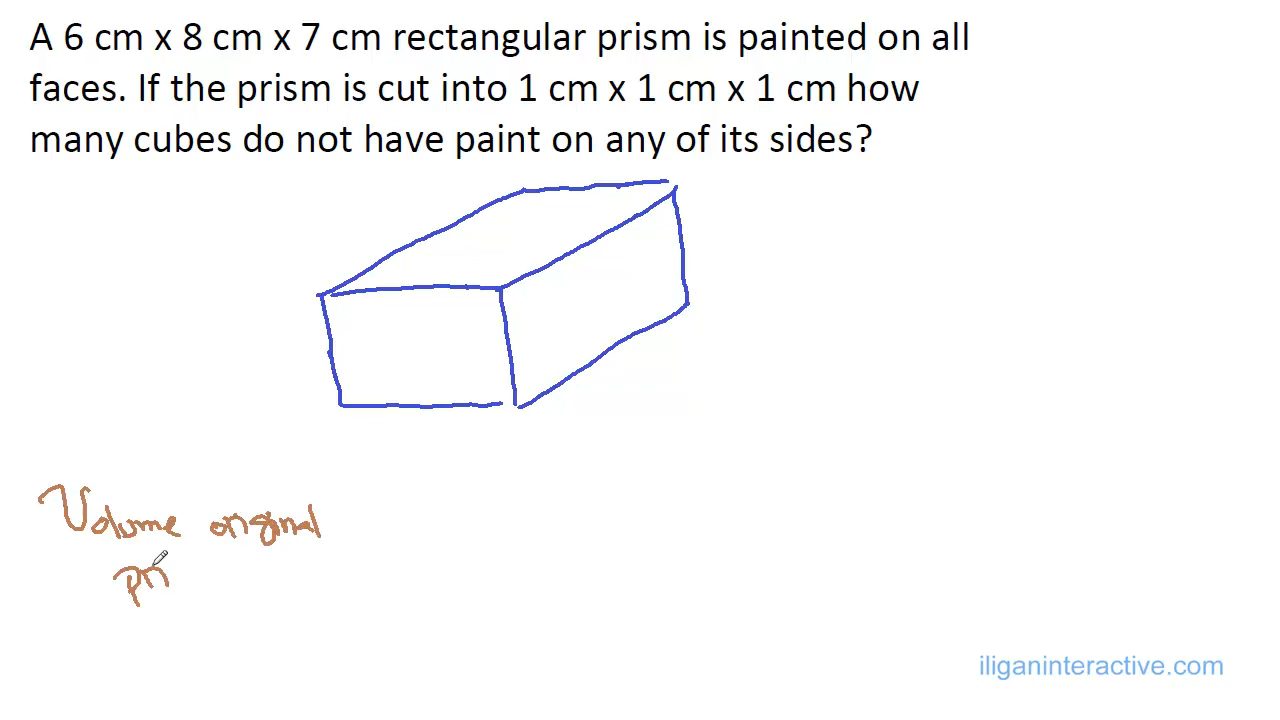 A 6 cm x 8 cm x 7 cm rectangular prism is painted on all
faces. If the prism is cut into 1 cm x 1 cm x 1 cm how
many cubes do not have paint on any of its sides?
Volume original
pri
iliganinteractive.com